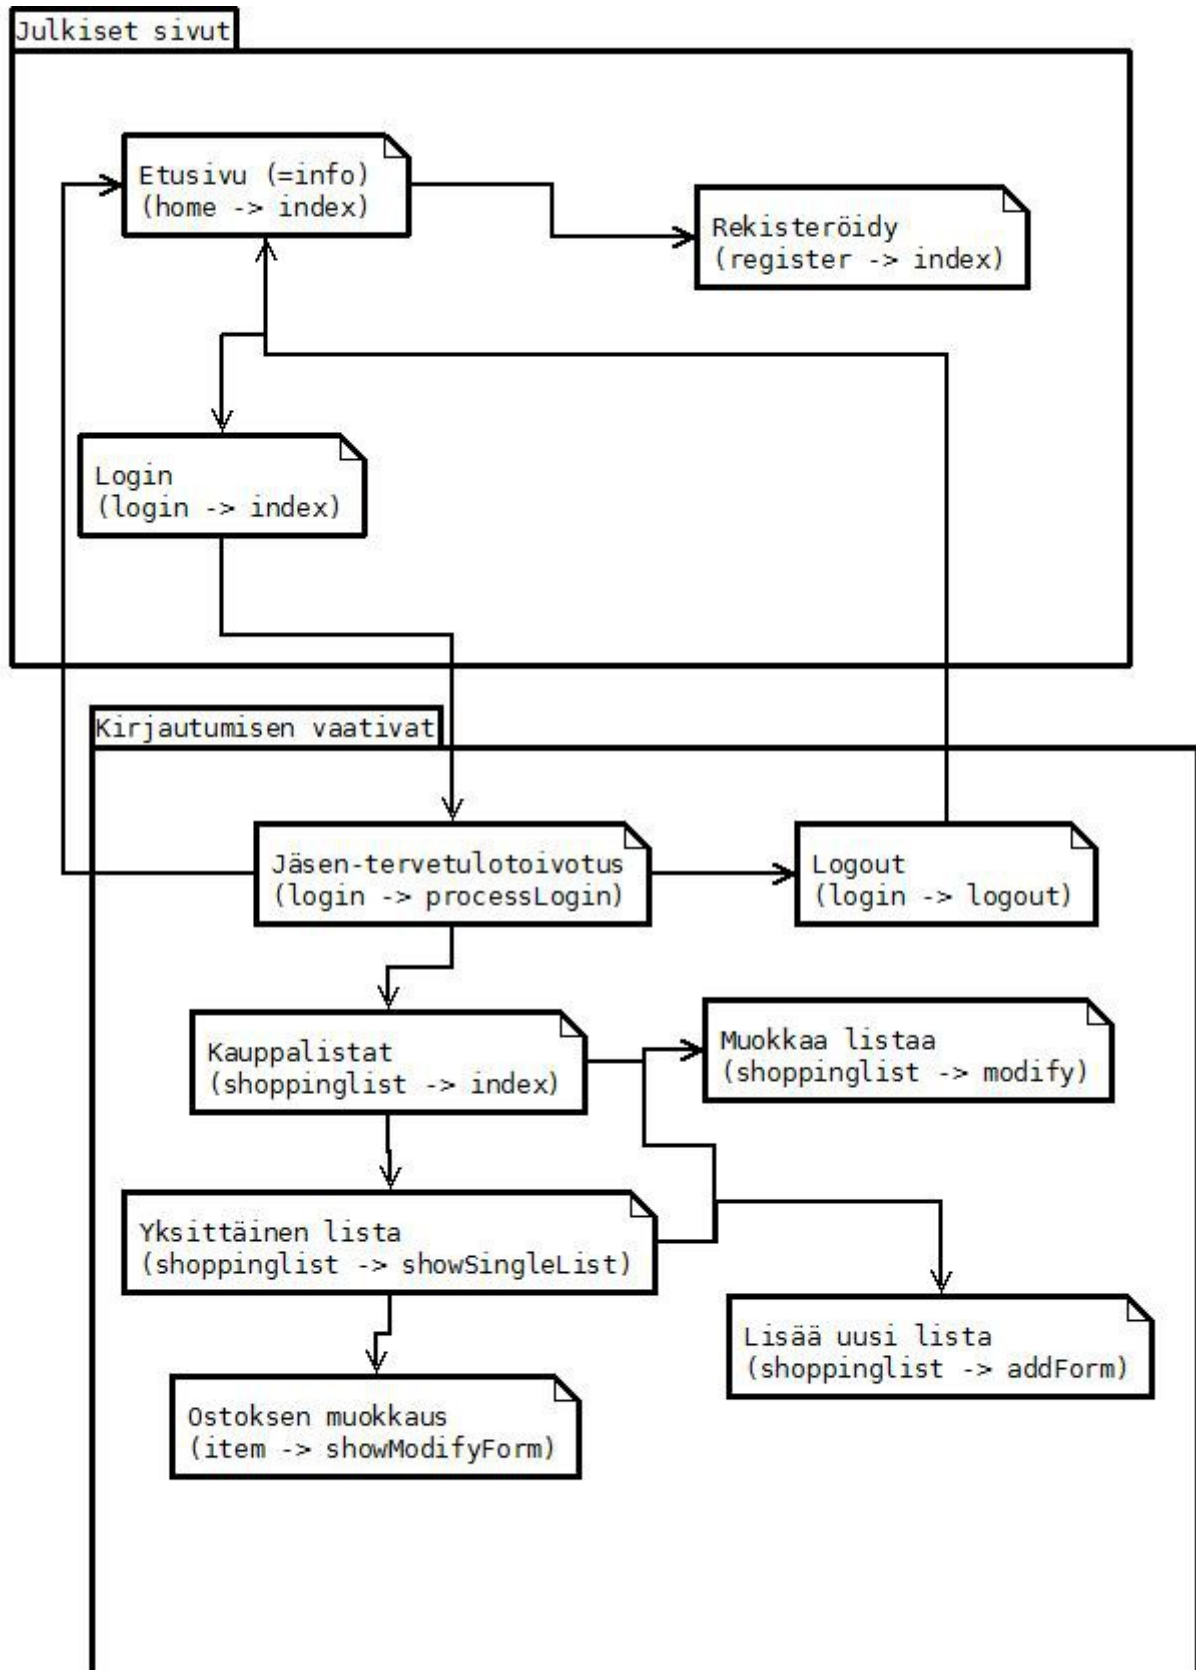 Julkiset sivut
Etusivu (=info)
(home -> index)
Rekisteröidy
(register -> index)
Login
(login -> index)
Kirjautumisen vaativat
Jäsen-tervetulotoivotus
(login -> processLogin)
Logout
(login -> logout)
Kauppalistat
(shoppinglist -> index)
Muokkaa listaa
(shoppinglist -> modify)
Yksittäinen lista
(shoppinglist -> showSingleList)
Lisää uusi lista
(shoppinglist -> addForm)
Ostoksen muokkaus
(item -> showModifyForm)